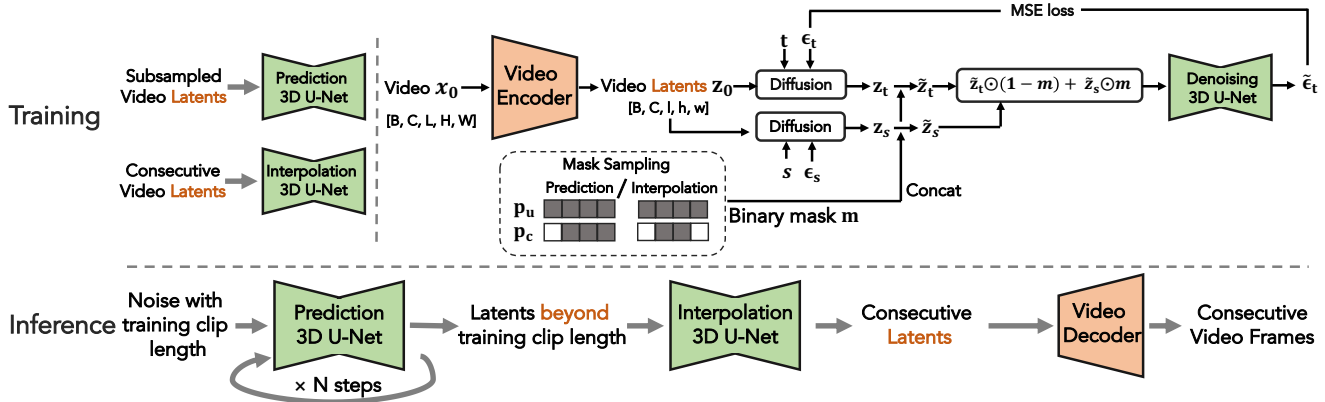 Training
Subsampled
Video Latents
Prediction
3D U-Net
Consecutive
Video Latents
Interpolation
3D U-Net
Video x₀
[B, C, L, H, W]
Video
Encoder
Video Latents z₀
[B, C, l, h, w]
t
ϵₜ
Diffusion
zₜ
z̃ₜ
z̃ₜ⊙(1 − m) + z̃ₛ⊙m
Denoising
3D U-Net
ϵ̃ₜ
MSE loss
Diffusion
zₛ
z̃ₛ
s
ϵₛ
Mask Sampling
Prediction / Interpolation
pᵤ
p_c
Binary mask m
Concat
Inference
Noise with
training clip
length
Prediction
3D U-Net
× N steps
Latents beyond
training clip length
Interpolation
3D U-Net
Consecutive
Latents
Video
Decoder
Consecutive
Video Frames